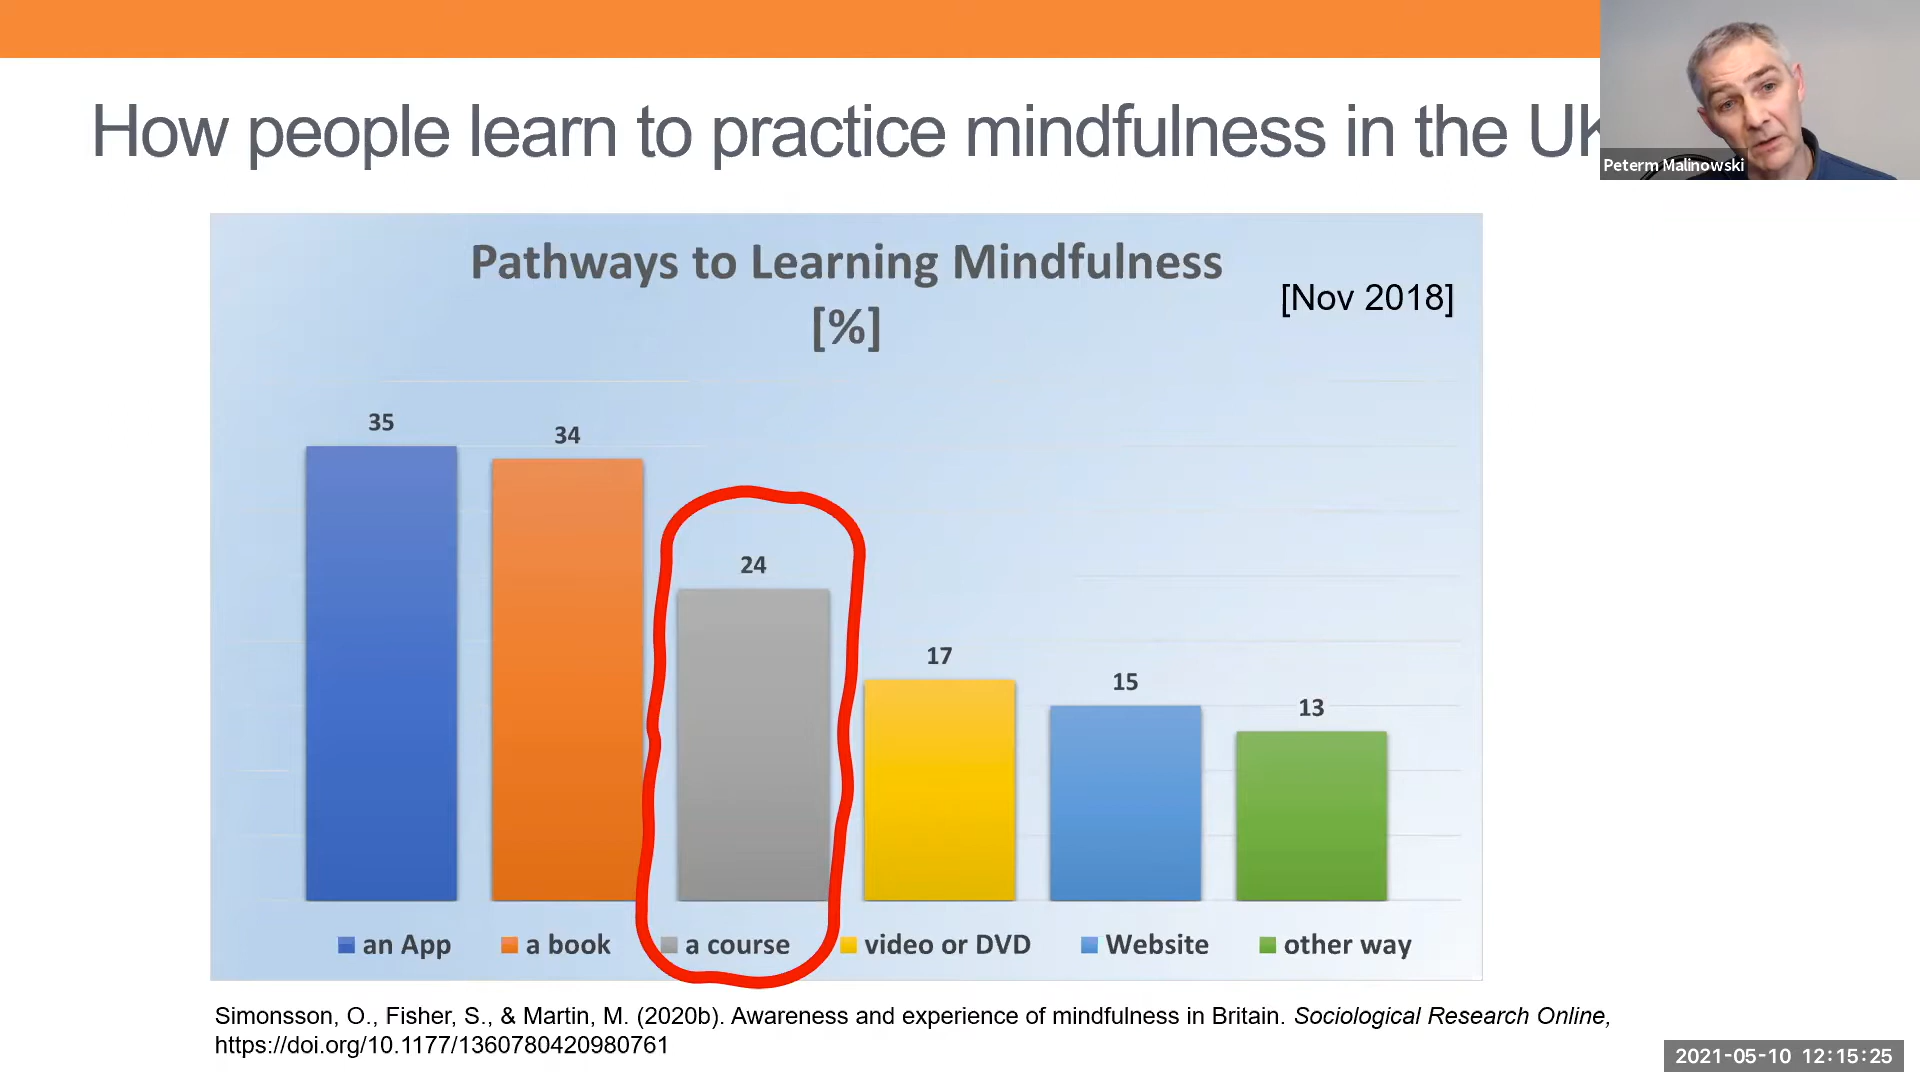 How people learn to practice mindfulness in the UK
Peterm Malinowski
Pathways to Learning Mindfulness
[%]
[Nov 2018]
35
34
24
17
15
13
an App
a book
a course
video or DVD
Website
other way
Simonsson, O., Fisher, S., & Martin, M. (2020b). Awareness and experience of mindfulness in Britain. Sociological Research Online,
https://doi.org/10.1177/1360780420980761
2021-05-10 12:15:25